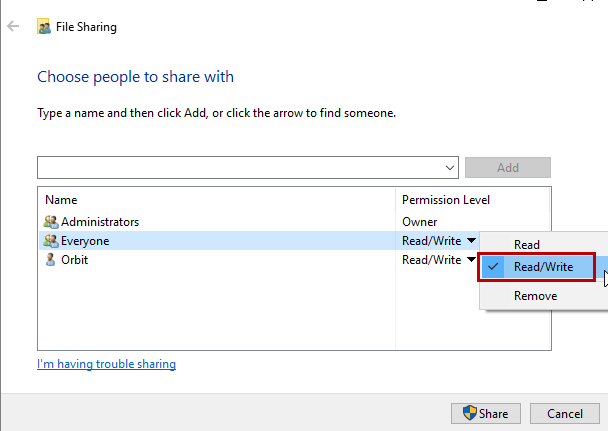 File Sharing
Choose people to share with
Type a name and then click Add, or click the arrow to find someone.
Add
Name Permission Level
Administrators Owner
Everyone Read/Write
Orbit Read/Write
Read
Read/Write
Remove
I'm having trouble sharing
Share Cancel